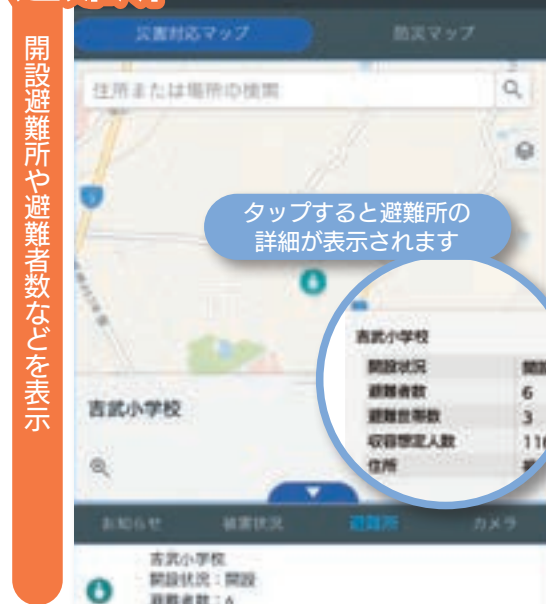 開設避難所や避難者数などを表示
災害対応マップ
防災マップ
住所または場所の検索
タップすると避難所の
詳細が表示されます
吉武小学校
開設状況
避難者数 6
避難世帯数 3
収容想定人数 116
住所
吉武小学校
お知らせ
被害状況
避難所
カメラ
吉武小学校
開設状況：開設
避難者数：6